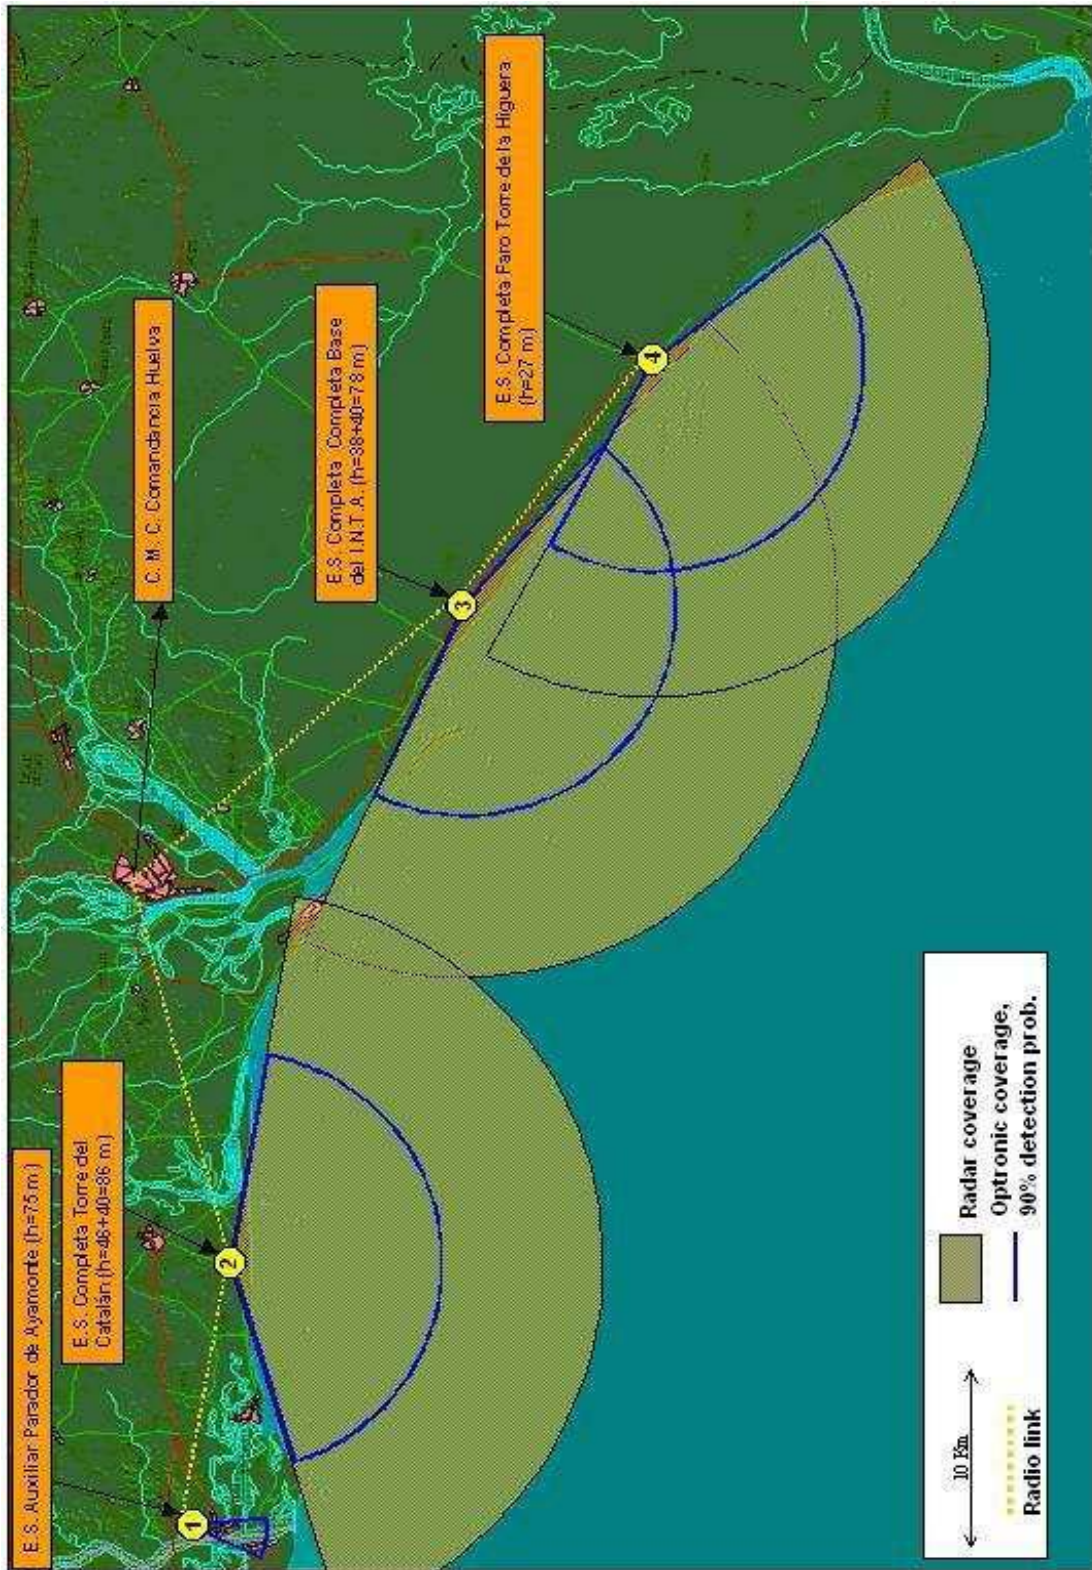 E.S. Auxiliar Parador de Ayamonte (h=75 m)
E.S. Completa Torre del
Catalán (h=46+40=86 m)
C. M. C. Comandancia Huelva
E.S. Completa Completa Base
del I.N.T.A. (h=38+40=78 m)
E.S. Completa Faro Torre de la Higuera
(h=27 m)
1
2
3
4
10 Km
Radio link
Radar coverage
Optronic coverage,
90% detection prob.